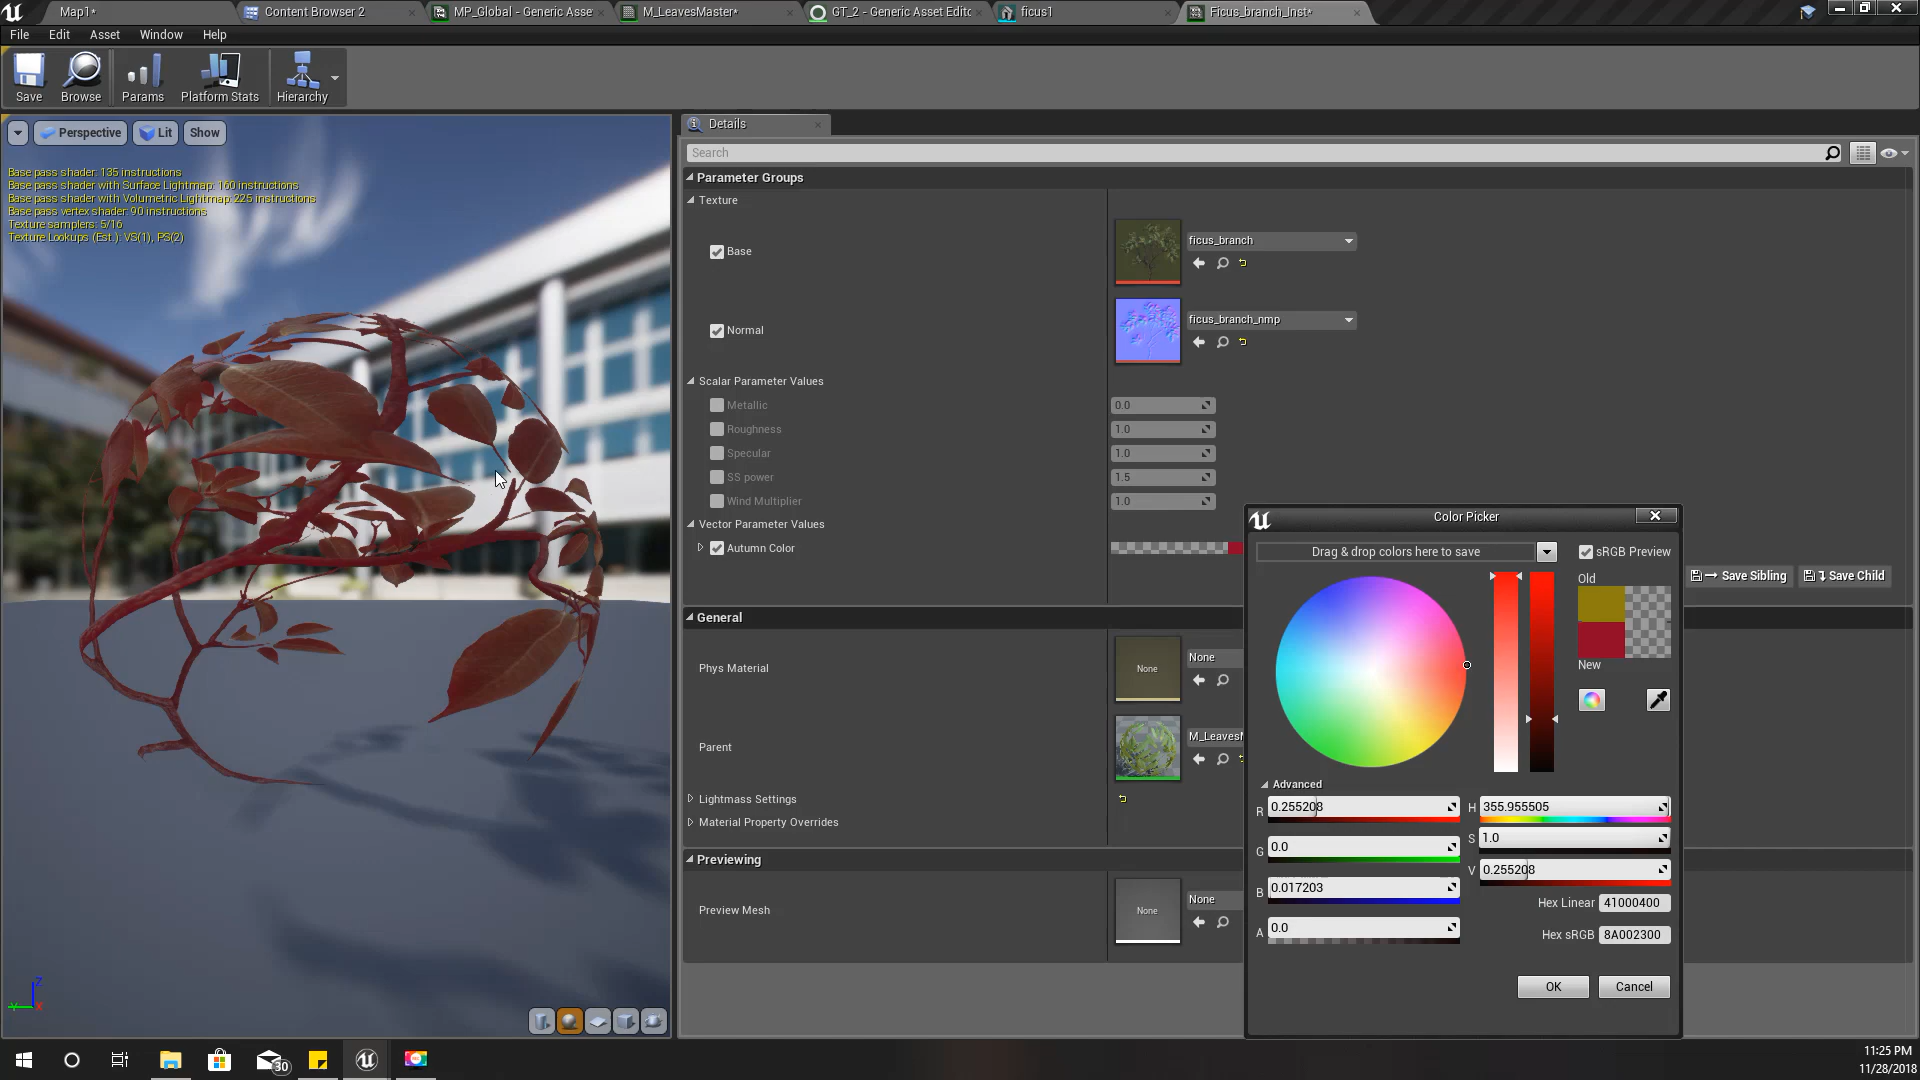 Map1*
Content Browser 2
MP_Global - Generic Asse
M_LeavesMaster*
GT_2 - Generic Asset Edito
ficus1
Ficus_branch_Inst*
File Edit Asset Window Help
Save
Browse
Params
Platform Stats
Hierarchy
Perspective
Lit
Show
Base pass shader: 135 instructions
Base pass shader with Surface Lightmap: 160 instructions
Base pass shader with Volumetric Lightmap: 225 instructions
Base pass vertex shader: 90 instructions
Texture samplers: 5/16
Texture Lookups (Est.): VS(1), PS(2)
Z
Y
X
Details
Search
Parameter Groups
Texture
Base
ficus_branch
Normal
ficus_branch_nmp
Scalar Parameter Values
Metallic 0.0
Roughness 1.0
Specular 1.0
SS power 1.5
Wind Multiplier 1.0
Vector Parameter Values
Autumn Color
Save Sibling
Save Child
General
Phys Material
None
None
Parent
M_LeavesM
Lightmass Settings
Material Property Overrides
Previewing
Preview Mesh
None
None
Color Picker
Drag & drop colors here to save
sRGB Preview
Old
New
Advanced
R 0.255208
H 355.955505
G 0.0
S 1.0
B 0.017203
V 0.255208
A 0.0
Hex Linear 41000400
Hex sRGB 8A002300
OK
Cancel
30
11:25 PM
11/28/2018